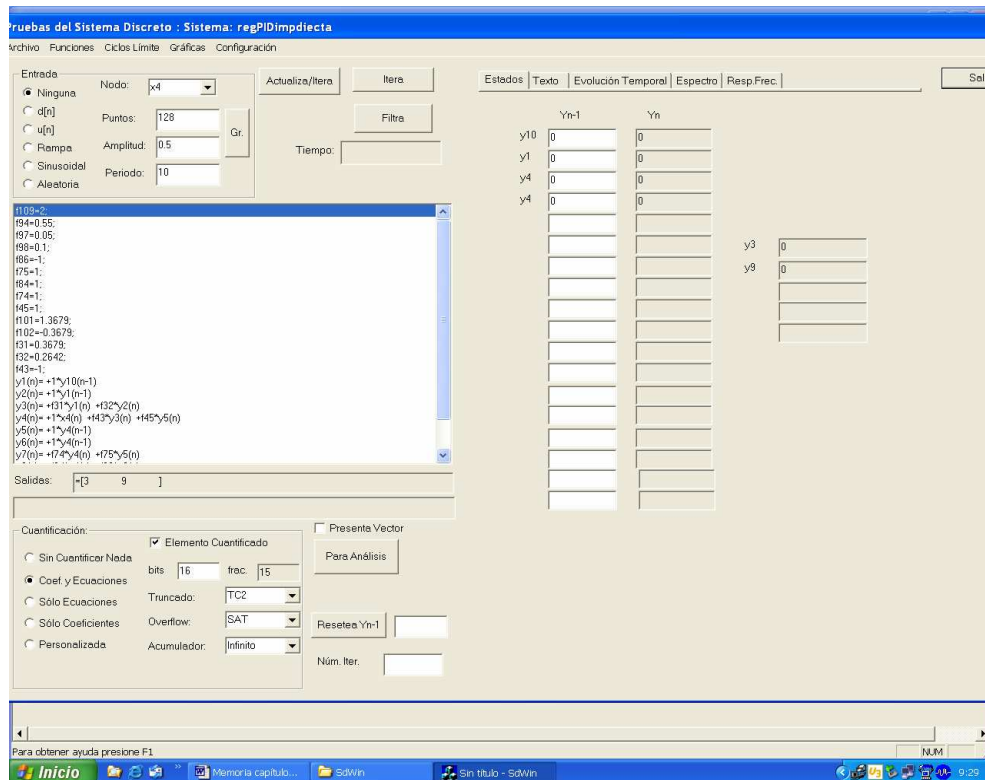 Pruebas del Sistema Discreto : Sistema: regPIDimpdiecta
Archivo Funciones Ciclos Límite Gráficas Configuración
Entrada
Ninguna
d[n]
u[n]
Rampa
Sinusoidal
Aleatoria
Nodo: x4
Puntos: 128
Amplitud: 0.5
Periodo: 10
Gr.
Actualiza/Itera
Itera
Filtra
Tiempo:
f109=2;
f94=0.55;
f97=0.05;
f98=0.1;
f86=-1;
f75=1;
f84=1;
f74=1;
f45=1;
f101=1.3679;
f102=-0.3679;
f31=0.3679;
f32=0.2642;
f43=-1;
y1(n)= +1*y10(n-1)
y2(n)= +1*y1(n-1)
y3(n)= +f31*y1(n) +f32*y2(n)
y4(n)= +1*x4(n) +f43*y3(n) +f45*y5(n)
y5(n)= +1*y4(n-1)
y6(n)= +1*y4(n-1)
y7(n)= +f74*y4(n) +f75*y5(n)
Salidas: =[3 9 ]
Cuantificación:
Sin Cuantificar Nada
Coef. y Ecuaciones
Sólo Ecuaciones
Sólo Coeficientes
Personalizada
Elemento Cuantificado
bits 16 frac. 15
Truncado: TC2
Overflow: SAT
Acumulador: Infinito
Presenta Vector
Para Análisis
Resetea Yn-1
Núm. Iter.
Estados Texto Evolución Temporal Espectro Resp.Frec.
Sal
Yn-1 Yn
y10 0 0
y1 0 0
y4 0 0
y4 0 0
y3 0
y9 0
Para obtener ayuda presione F1
NUM
Inicio
Memoria capítulo...
SdWin
Sin título - SdWin
9:29